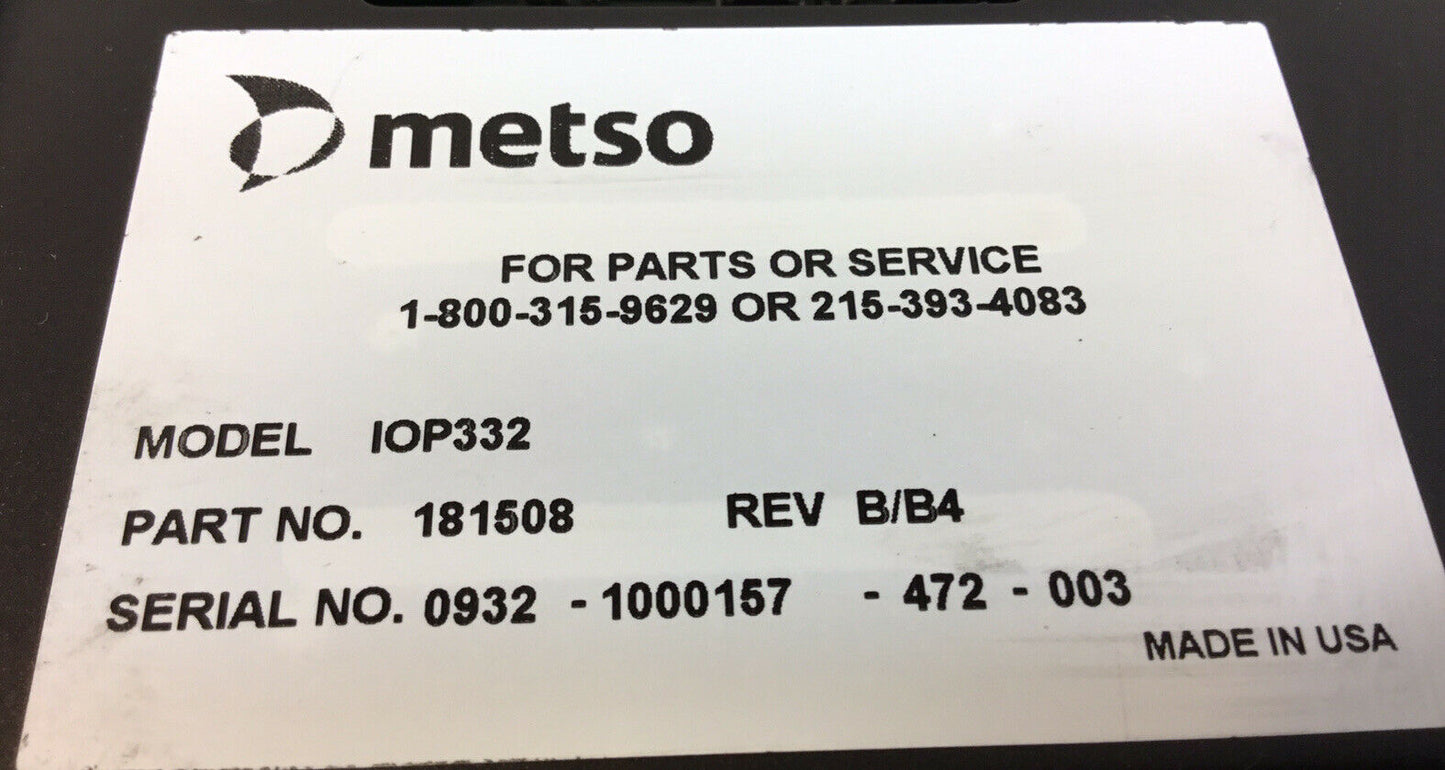 metso
FOR PARTS OR SERVICE
1-800-315-9629 OR 215-393-4083
MODEL IOP332
PART NO. 181508 REV B/B4
SERIAL NO. 0932 - 1000157 - 472 - 003
MADE IN USA